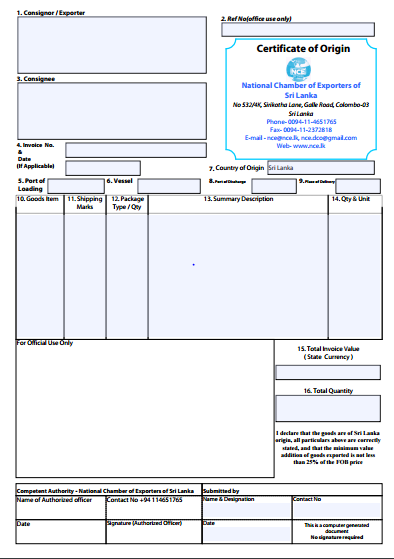 1. Consignor / Exporter
2. Ref No(office use only)
Certificate of Origin
NCE
National Chamber of Exporters of
Sri Lanka
No 532/4K, Sirikotha Lane, Galle Road, Colombo-03
Sri Lanka
Phone- 0094-11-4651765
Fax- 0094-11-2372818
E-mail - nce@nce.lk, nce.dco@gmail.com
Web- www.nce.lk
3. Consignee
4. Invoice No.
&
Date
(If Applicable)
7, Country of Origin Sri Lanka
5. Port of
Loading
6. Vessel
8. Port of Discharge
9. Place of Delivery
10. Goods Item
11. Shipping
Marks
12. Package
Type / Qty
13. Summary Description
14. Qty & Unit
For Official Use Only
15. Total Invoice Value
( State Currency )
16. Total Quantity
I declare that the goods are of Sri Lanka
origin, all particulars above are correctly
stated, and that the minimum value
addition of goods exported is not less
than 25% of the FOB price
Competent Authority - National Chamber of Exporters of Sri Lanka
Submitted by
Name of Authorized officer
Contact No +94 114651765
Name & Designation
Contact No
Date
Signature (Authorized Officer)
Date
This is a computer generated
document
No signature required